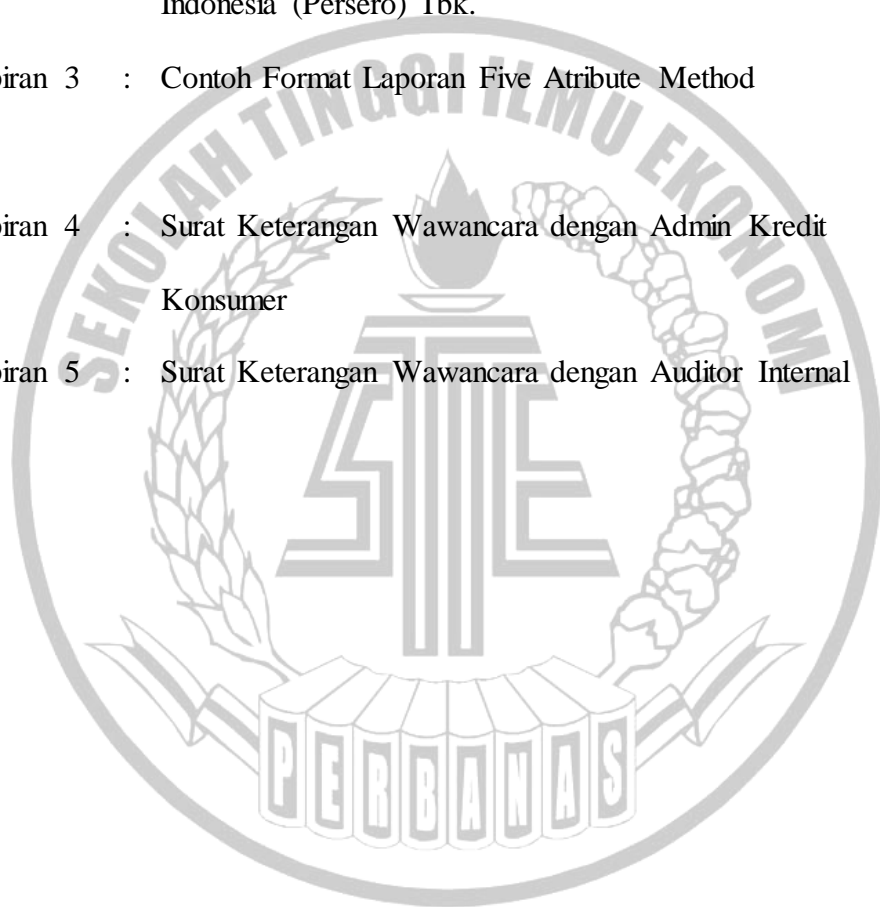 Indonesia (Persero) Tbk.
piran 3 : Contoh Format Laporan Five Atribute Method
piran 4 : Surat Keterangan Wawancara dengan Admin Kredit
Konsumer
piran 5 : Surat Keterangan Wawancara dengan Auditor Internal
SEKOLAH TINGGI ILMU EKONOM
PERBANAS